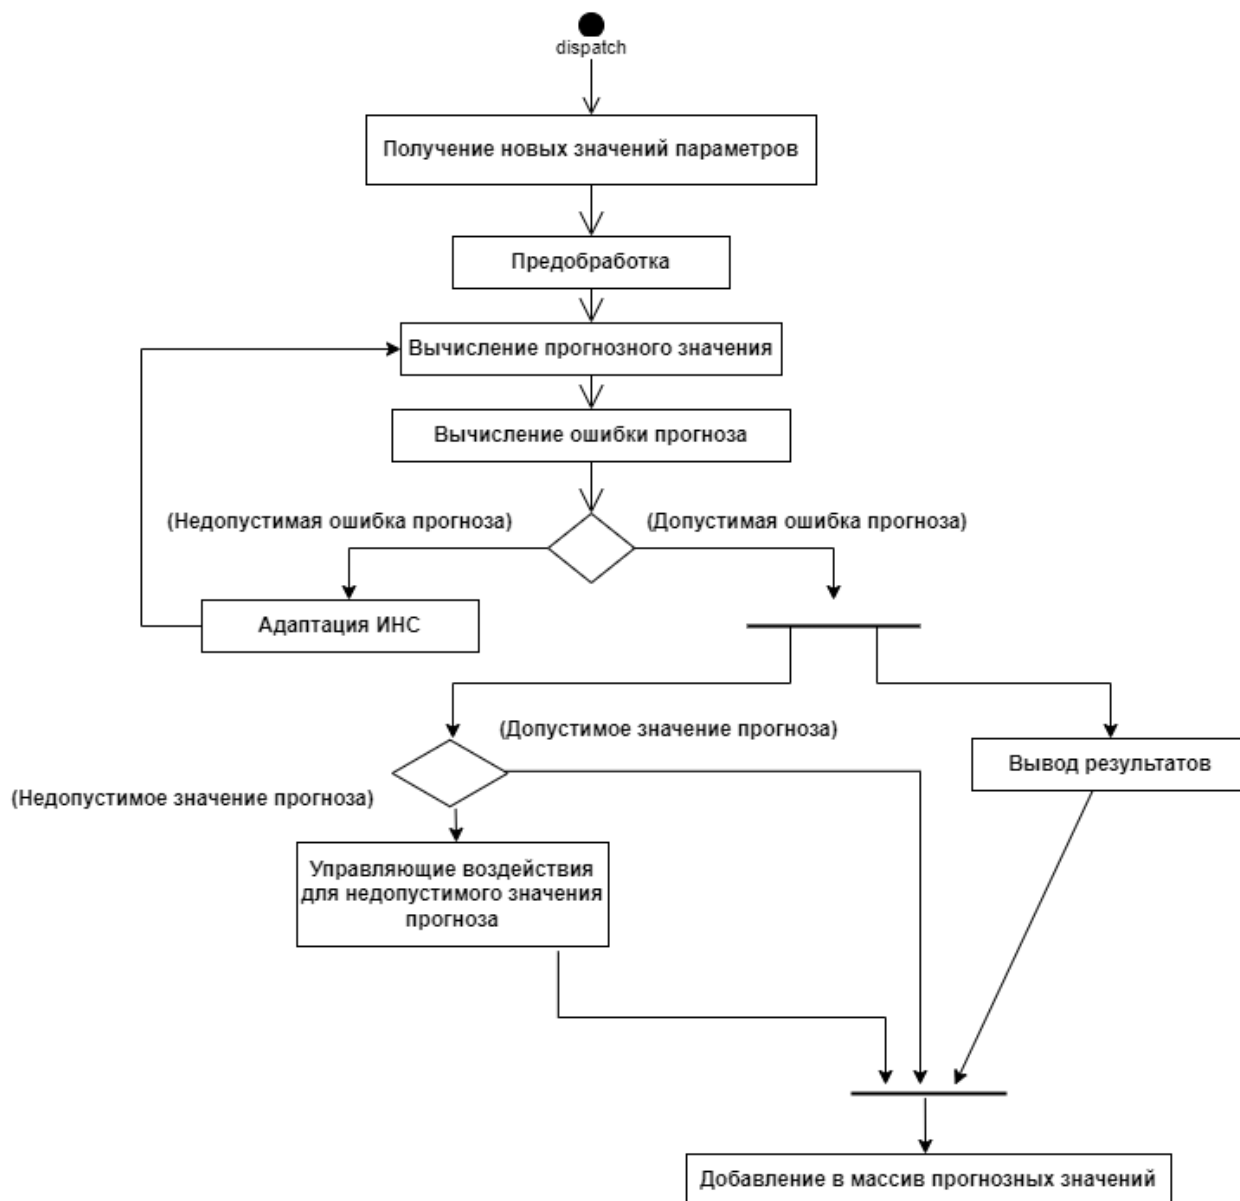 dispatch
Получение новых значений параметров
Предобработка
Вычисление прогнозного значения
Вычисление ошибки прогноза
(Недопустимая ошибка прогноза)
(Допустимая ошибка прогноза)
Адаптация ИНС
(Допустимое значение прогноза)
Вывод результатов
(Недопустимое значение прогноза)
Управляющие воздействия
для недопустимого значения
прогноза
Добавление в массив прогнозных значений